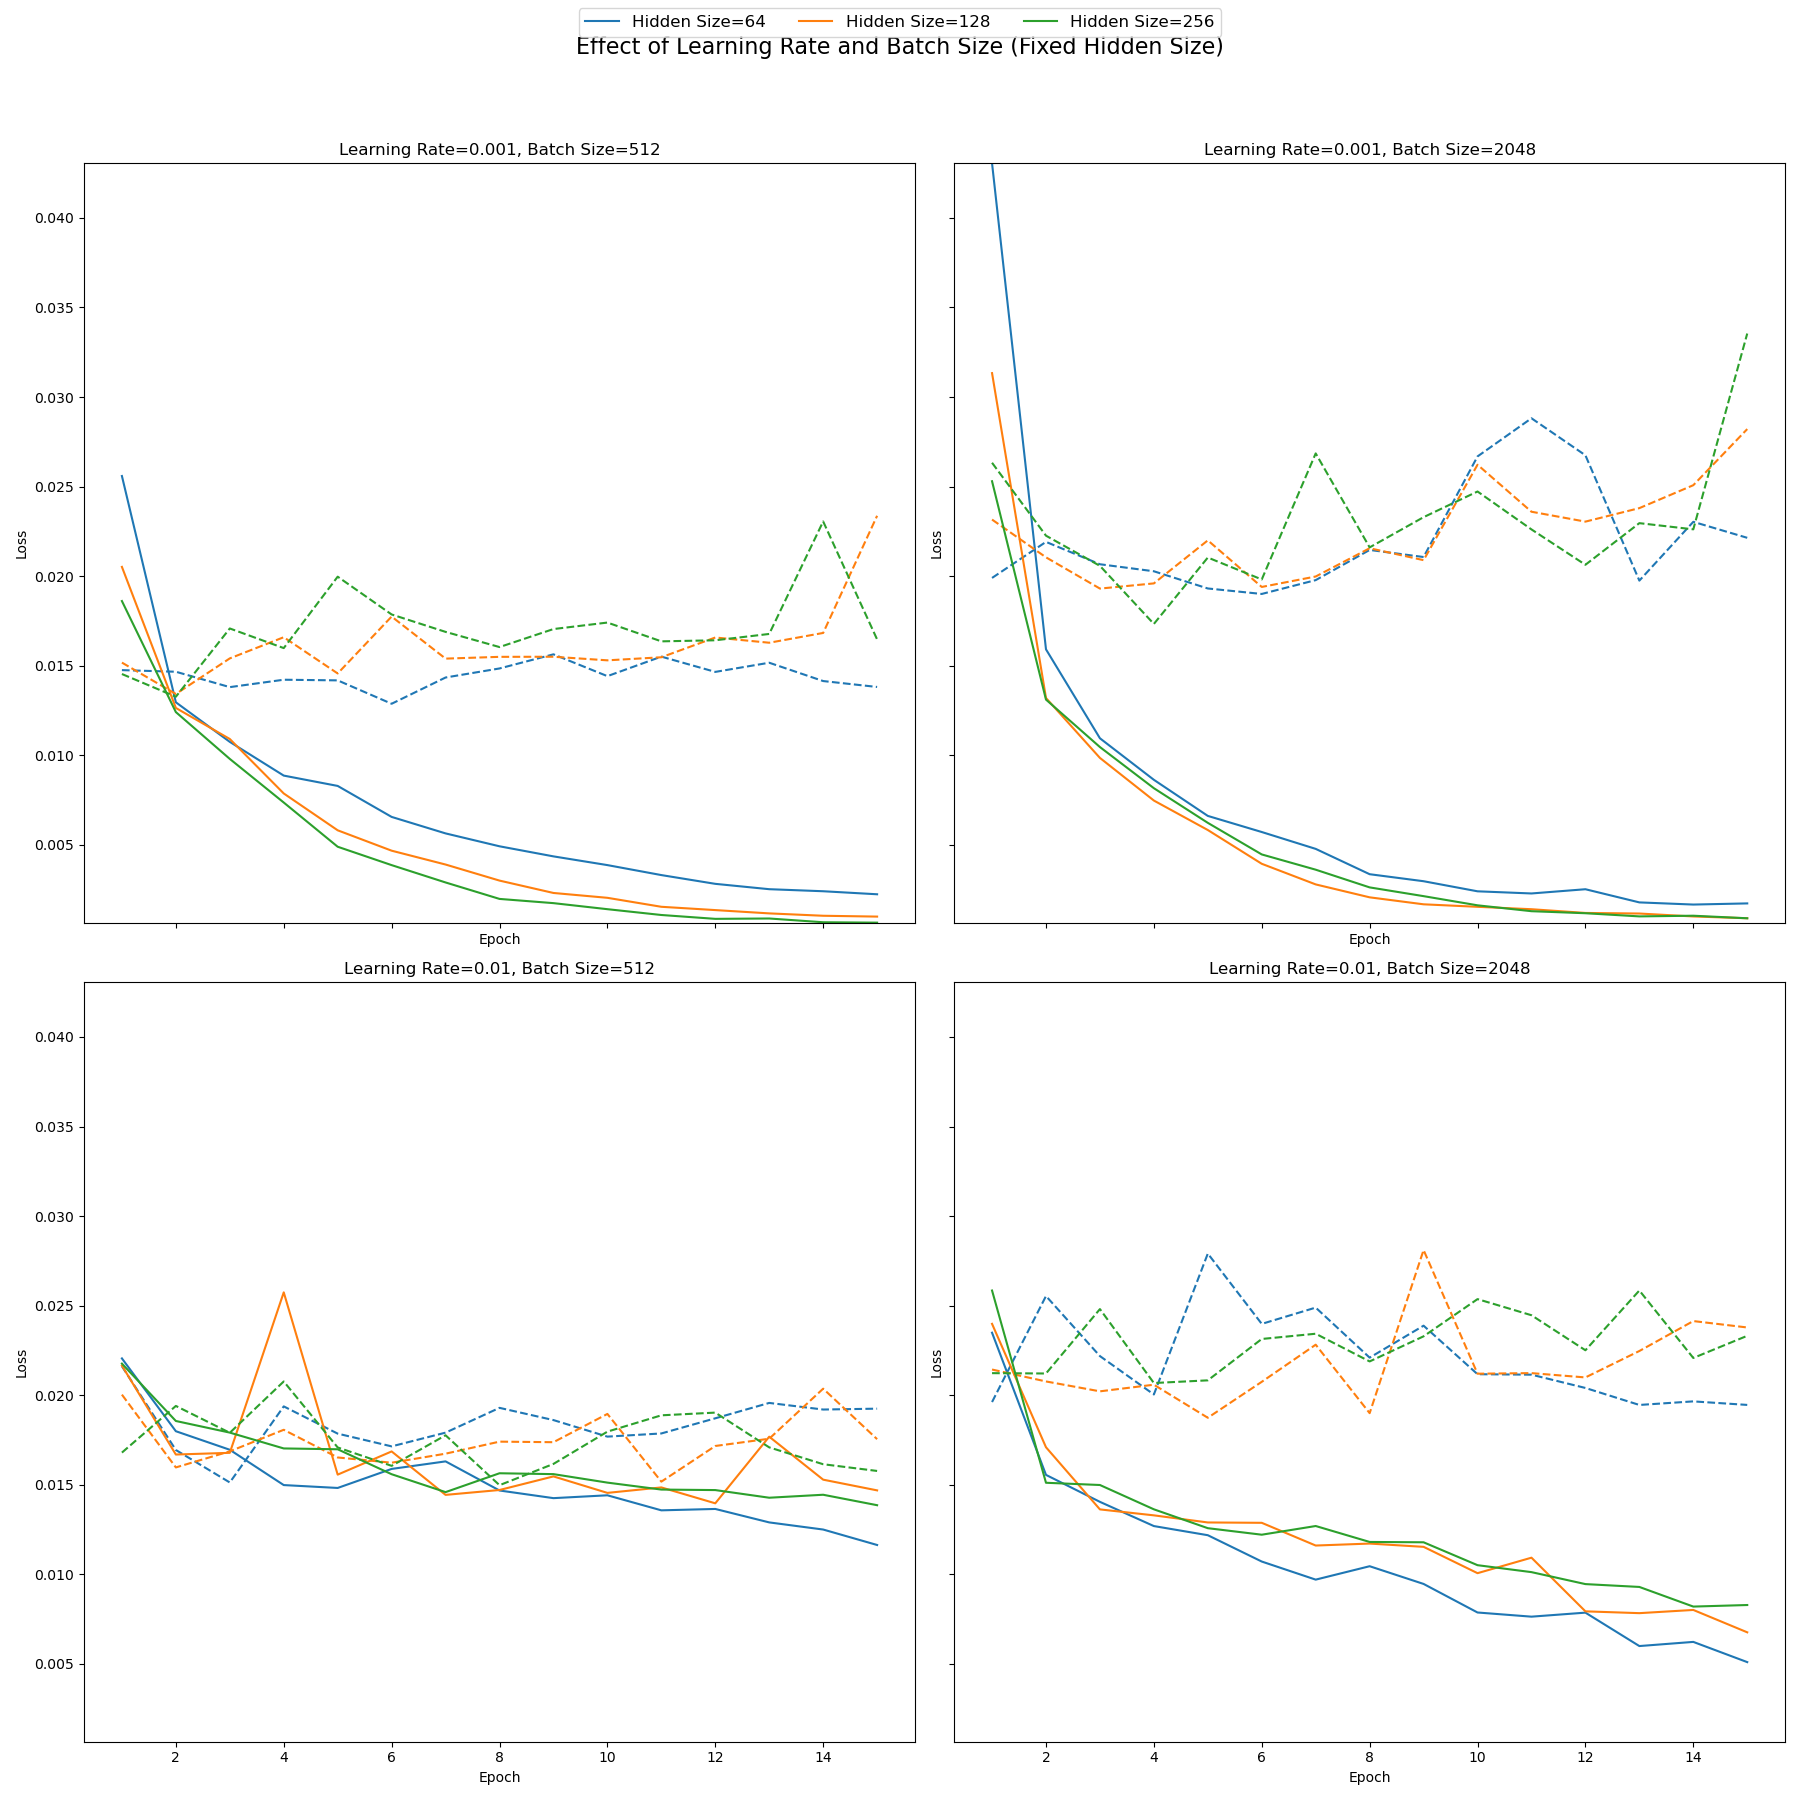 Hidden Size=64 Hidden Size=128 Hidden Size=256
Effect of Learning Rate and Batch Size (Fixed Hidden Size)
Learning Rate=0.001, Batch Size=512
0.040
0.035
0.030
0.025
0.020
0.015
0.010
0.005
Loss
Epoch
Learning Rate=0.001, Batch Size=2048
Loss
Epoch
Learning Rate=0.01, Batch Size=512
0.040
0.035
0.030
0.025
0.020
0.015
0.010
0.005
Loss
2 4 6 8 10 12 14
Epoch
Learning Rate=0.01, Batch Size=2048
Loss
2 4 6 8 10 12 14
Epoch